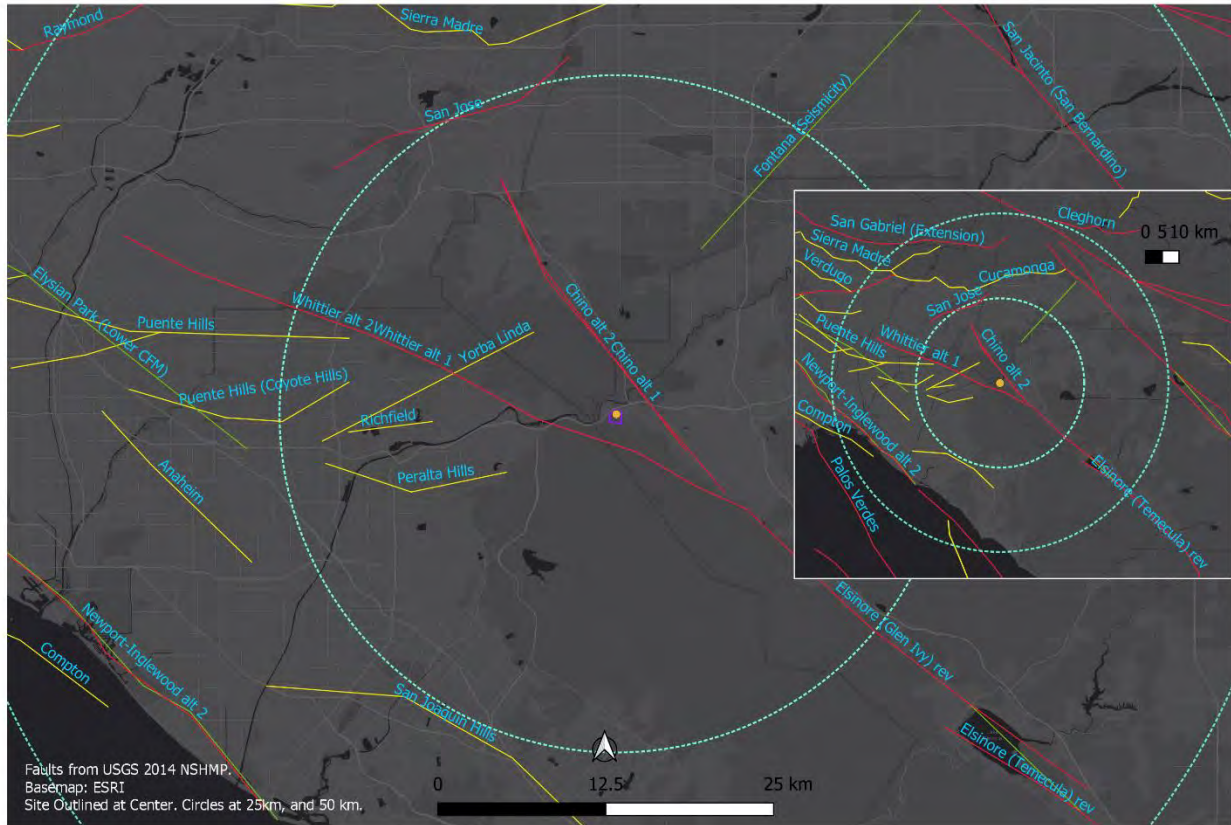 Raymond
Sierra Madre
San Jose
Fontana (Seismicity)
San Jacinto (San Bernardino)
Elysian Park (Lower CFM)
Puente Hills
Whittier alt 2
Whittier alt 1
Yorba Linda
Chino alt 2
Chino alt 1
Puente Hills (Coyote Hills)
Richfield
Peralta Hills
Anaheim
Newport-Inglewood alt 2
Compton
San Joaquin Hills
Elsinore (Glen Ivy) rev
Elsinore (Temecula) rev
Cleghorn
0 510 km
San Gabriel (Extension)
Sierra Madre
Verdugo
Cucamonga
San Jose
Puente Hills
Whittier alt 1
Chino alt 2
Newport-Inglewood alt 2
Compton
Palos Verdes
Elsinore (Temecula) rev
Faults from USGS 2014 NSHMP.
Basemap: ESRI
Site Outlined at Center. Circles at 25km, and 50 km.
0 12.5 25 km